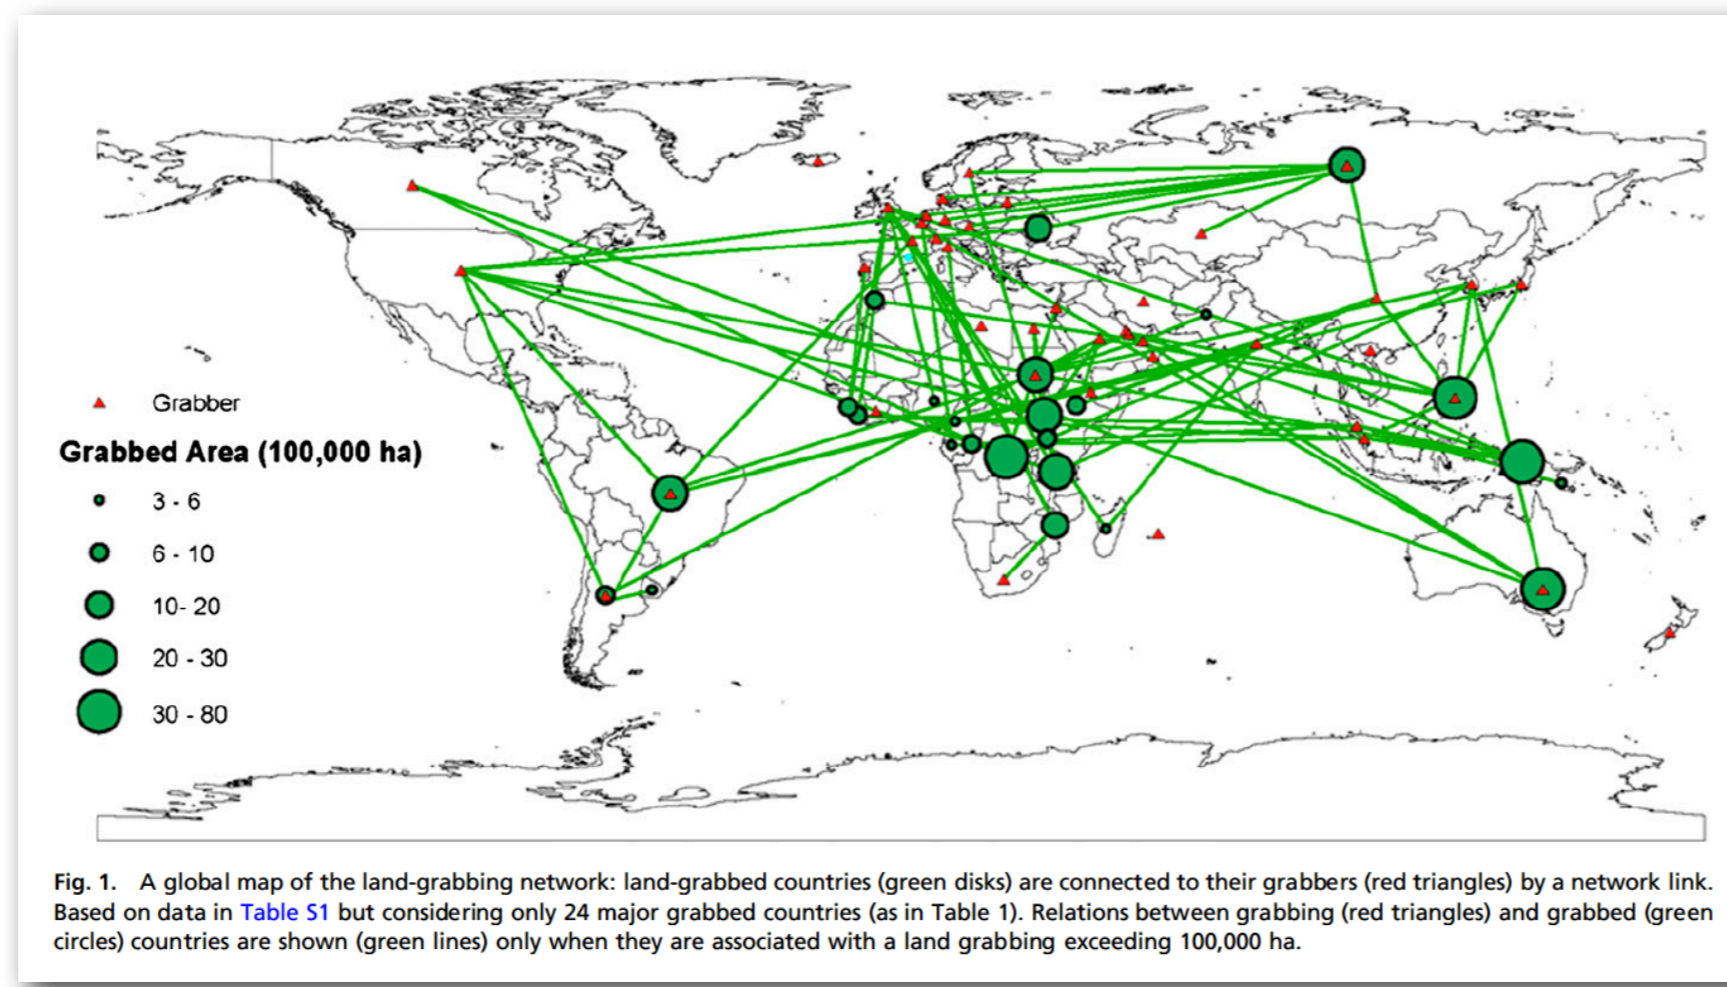 Grabber
Grabbed Area (100,000 ha)
3 - 6
6 - 10
10- 20
20 - 30
30 - 80
Fig. 1. A global map of the land-grabbing network: land-grabbed countries (green disks) are connected to their grabbers (red triangles) by a network link.
Based on data in Table S1 but considering only 24 major grabbed countries (as in Table 1). Relations between grabbing (red triangles) and grabbed (green
circles) countries are shown (green lines) only when they are associated with a land grabbing exceeding 100,000 ha.